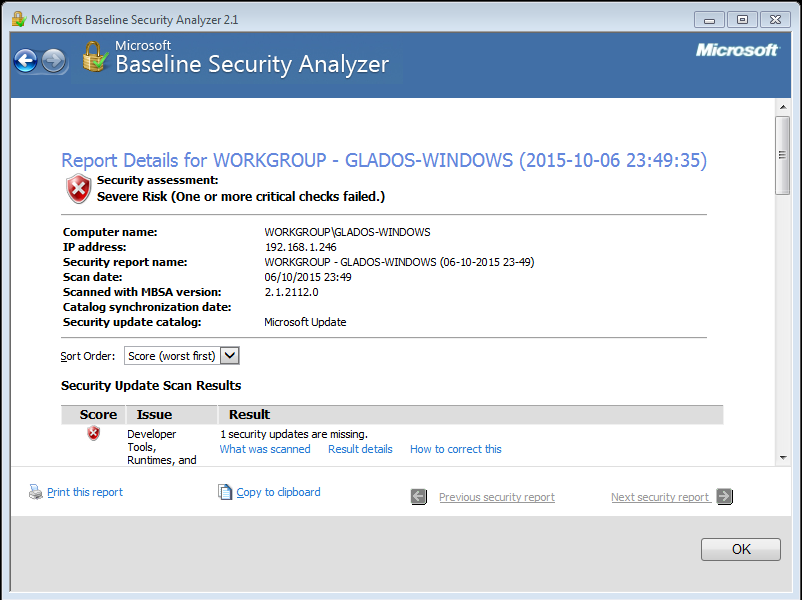 Microsoft Baseline Security Analyzer 2.1
Microsoft
Baseline Security Analyzer
Microsoft
Report Details for WORKGROUP - GLADOS-WINDOWS (2015-10-06 23:49:35)
Security assessment:
Severe Risk (One or more critical checks failed.)
Computer name: WORKGROUP\GLADOS-WINDOWS
IP address: 192.168.1.246
Security report name: WORKGROUP - GLADOS-WINDOWS (06-10-2015 23-49)
Scan date: 06/10/2015 23:49
Scanned with MBSA version: 2.1.2112.0
Catalog synchronization date:
Security update catalog: Microsoft Update
Sort Order: Score (worst first)
Security Update Scan Results
Score Issue Result
Developer 1 security updates are missing.
Tools, What was scanned Result details How to correct this
Runtimes, and
Print this report Copy to clipboard Previous security report Next security report
OK